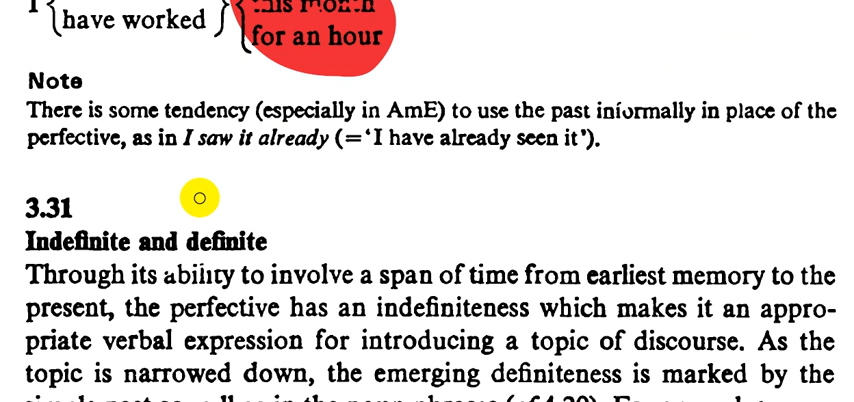 have worked this month
for an hour
Note
There is some tendency (especially in AmE) to use the past informally in place of the
perfective, as in I saw it already (=‘I have already seen it’).
3.31
Indefinite and definite
Through its ability to involve a span of time from earliest memory to the
present, the perfective has an indefiniteness which makes it an appro-
priate verbal expression for introducing a topic of discourse. As the
topic is narrowed down, the emerging definiteness is marked by the